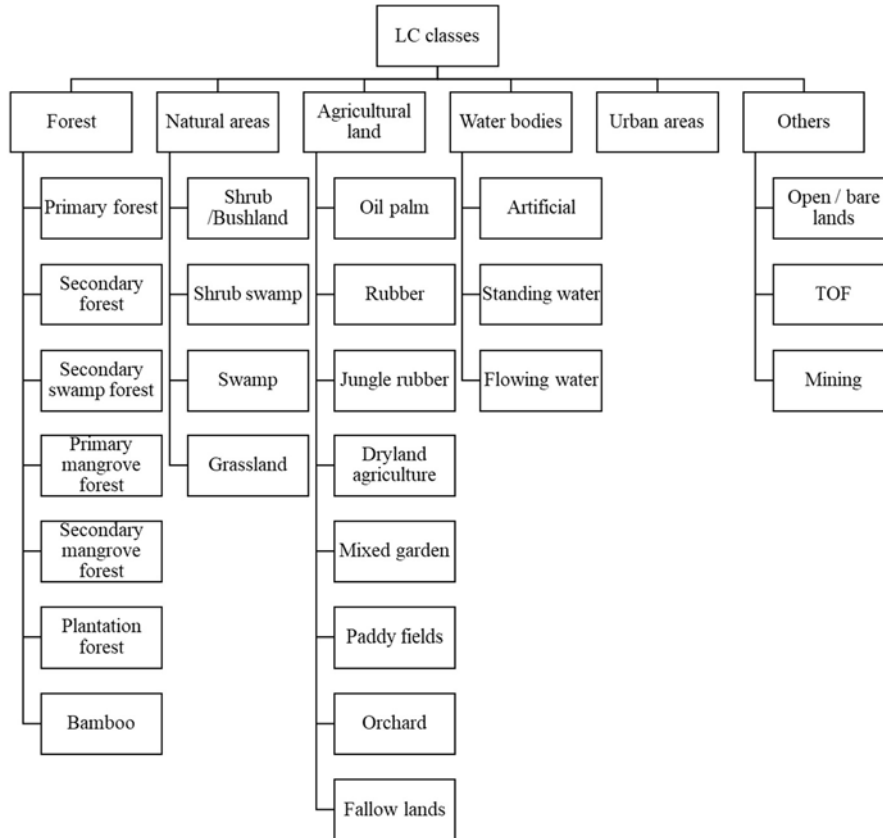 LC classes
Forest
Natural areas
Agricultural
land
Water bodies
Urban areas
Others
Primary forest
Secondary
forest
Secondary
swamp forest
Primary
mangrove
forest
Secondary
mangrove
forest
Plantation
forest
Bamboo
Shrub
/Bushland
Shrub swamp
Swamp
Grassland
Oil palm
Rubber
Jungle rubber
Dryland
agriculture
Mixed garden
Paddy fields
Orchard
Fallow lands
Artificial
Standing water
Flowing water
Open / bare
lands
TOF
Mining